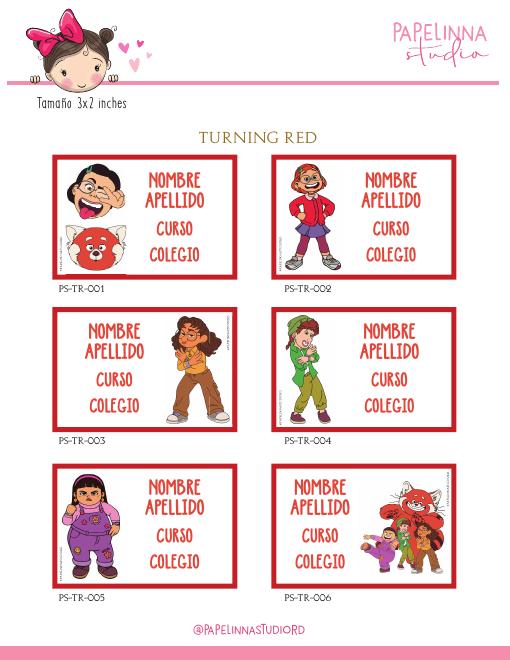 PAPELINNA
studio
Tamaño 3x2 inches
TURNING RED
NOMBRE
APELLIDO
CURSO
COLEGIO
PS-TR-001
NOMBRE
APELLIDO
CURSO
COLEGIO
PS-TR-002
NOMBRE
APELLIDO
CURSO
COLEGIO
PS-TR-003
NOMBRE
APELLIDO
CURSO
COLEGIO
PS-TR-004
NOMBRE
APELLIDO
CURSO
COLEGIO
PS-TR-005
NOMBRE
APELLIDO
CURSO
COLEGIO
PS-TR-006
@PAPELINNASTUDIORD